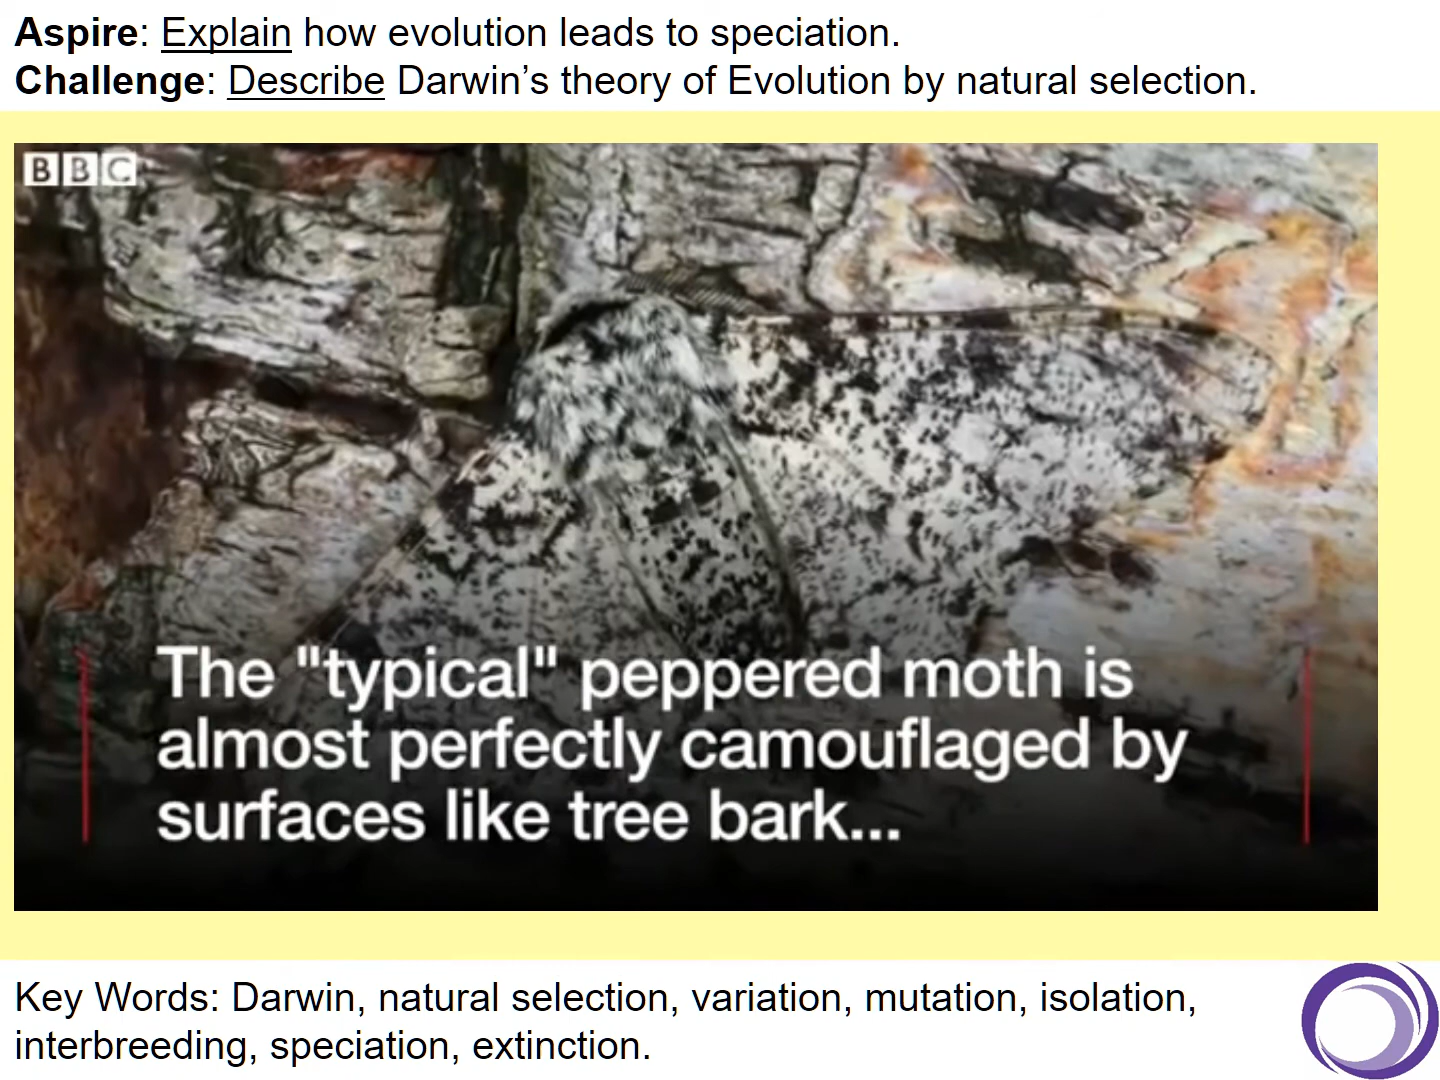 Aspire: Explain how evolution leads to speciation.
Challenge: Describe Darwin’s theory of Evolution by natural selection.
BBC
The "typical" peppered moth is
almost perfectly camouflaged by
surfaces like tree bark...
Key Words: Darwin, natural selection, variation, mutation, isolation,
interbreeding, speciation, extinction.